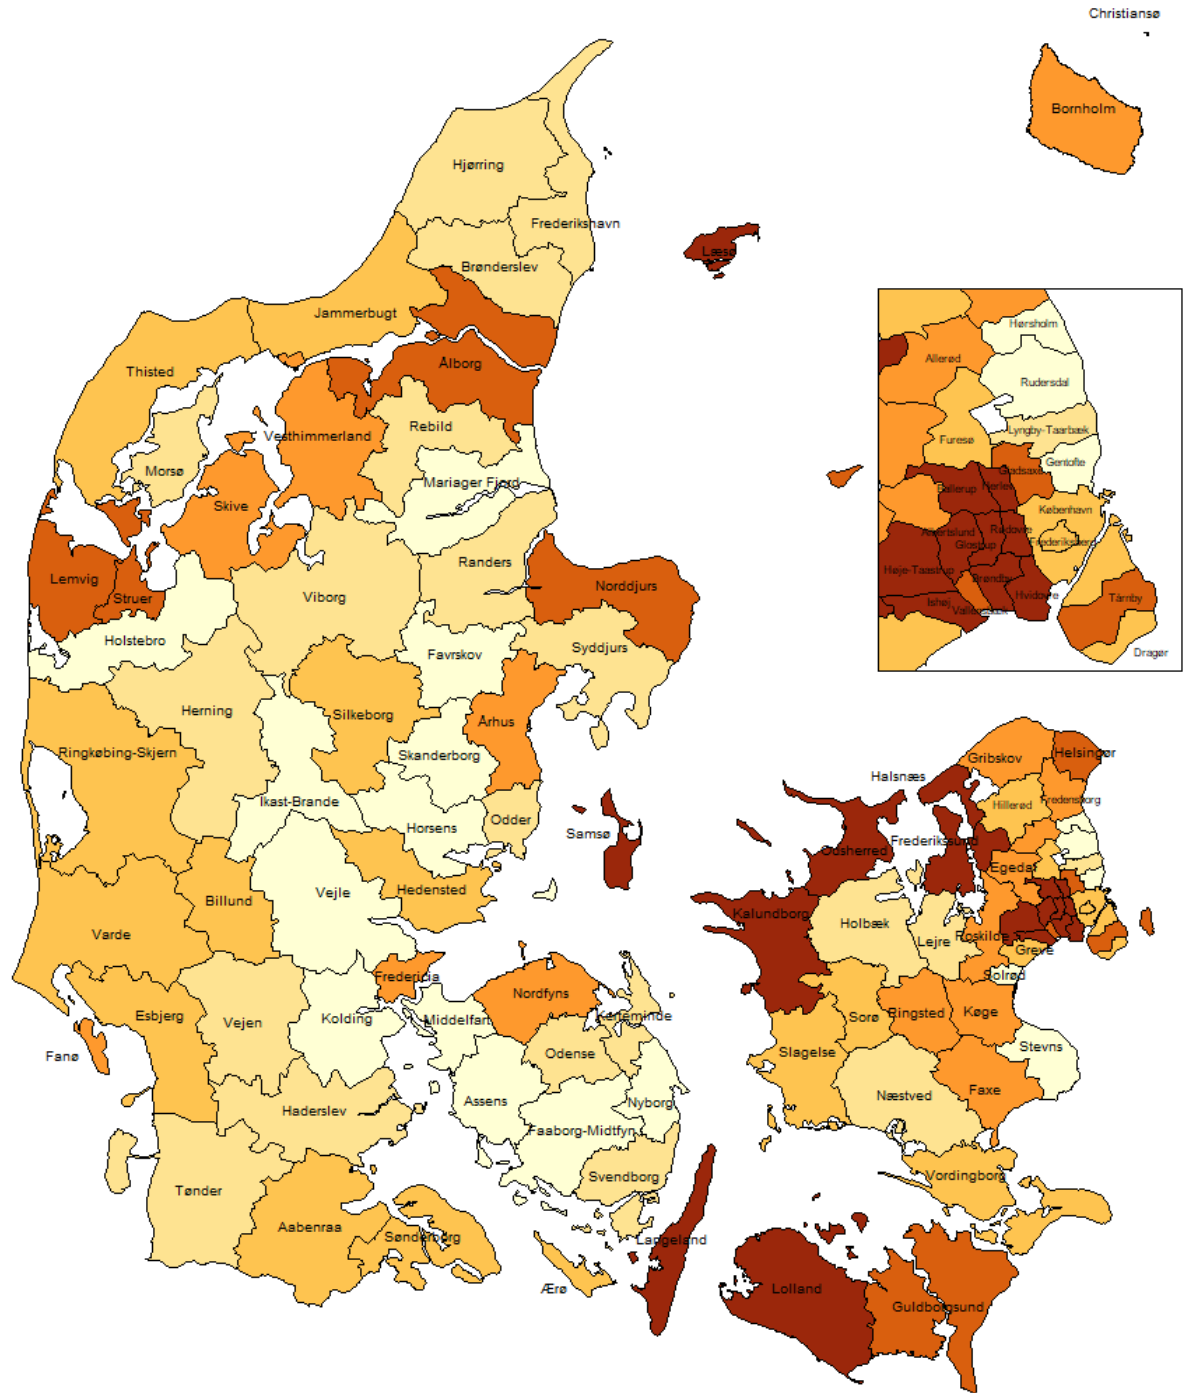 Christiansø
Bornholm
Hjørring
Frederikshavn
Læsø
Brønderslev
Jammerbugt
Hørsholm
Allerød
Ålborg
Thisted
Rudersdal
Rebild
Vesthimmerland
Lyngby-Taarbæk
Furesø
Morsø
Gentofte
Gladsaxe
Mariager Fjord
Ballerup
Herlev
Skive
København
Albertslund
Rødovre
Frederiksberg
Glostrup
Randers
Høje-Taastrup
Lemvig
Norddjurs
Brøndby
Struer
Viborg
Hvidovre
Tårnby
Ishøj
Vallensbæk
Holstebro
Syddjurs
Favrskov
Dragør
Herning
Silkeborg
Århus
Ringkøbing-Skjern
Skanderborg
Gribskov
Helsingør
Halsnæs
Ikast-Brande
Hillerød
Fredensborg
Horsens
Odder
Samsø
Frederikssund
Odsherred
Egedal
Vejle
Hedensted
Billund
Kalundborg
Holbæk
Varde
Lejre
Roskilde
Greve
Fredericia
Solrød
Nordfyns
Esbjerg
Vejen
Kolding
Middelfart
Kerteminde
Sorø
Ringsted
Køge
Fanø
Odense
Slagelse
Stevns
Haderslev
Assens
Nyborg
Næstved
Faxe
Faaborg-Midtfyn
Svendborg
Vordingborg
Tønder
Aabenraa
Sønderborg
Langeland
Ærø
Lolland
Guldborgsund